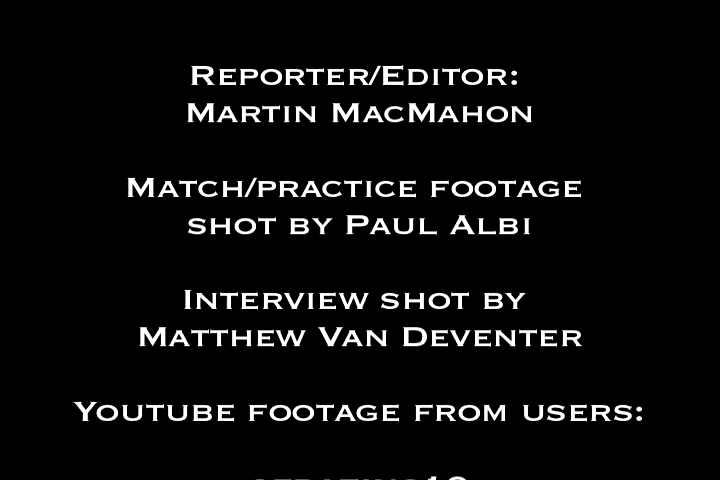 Reporter/Editor:
Martin MacMahon
Match/practice footage
shot by Paul Albi
Interview shot by
Matthew Van Deventer
Youtube footage from users: